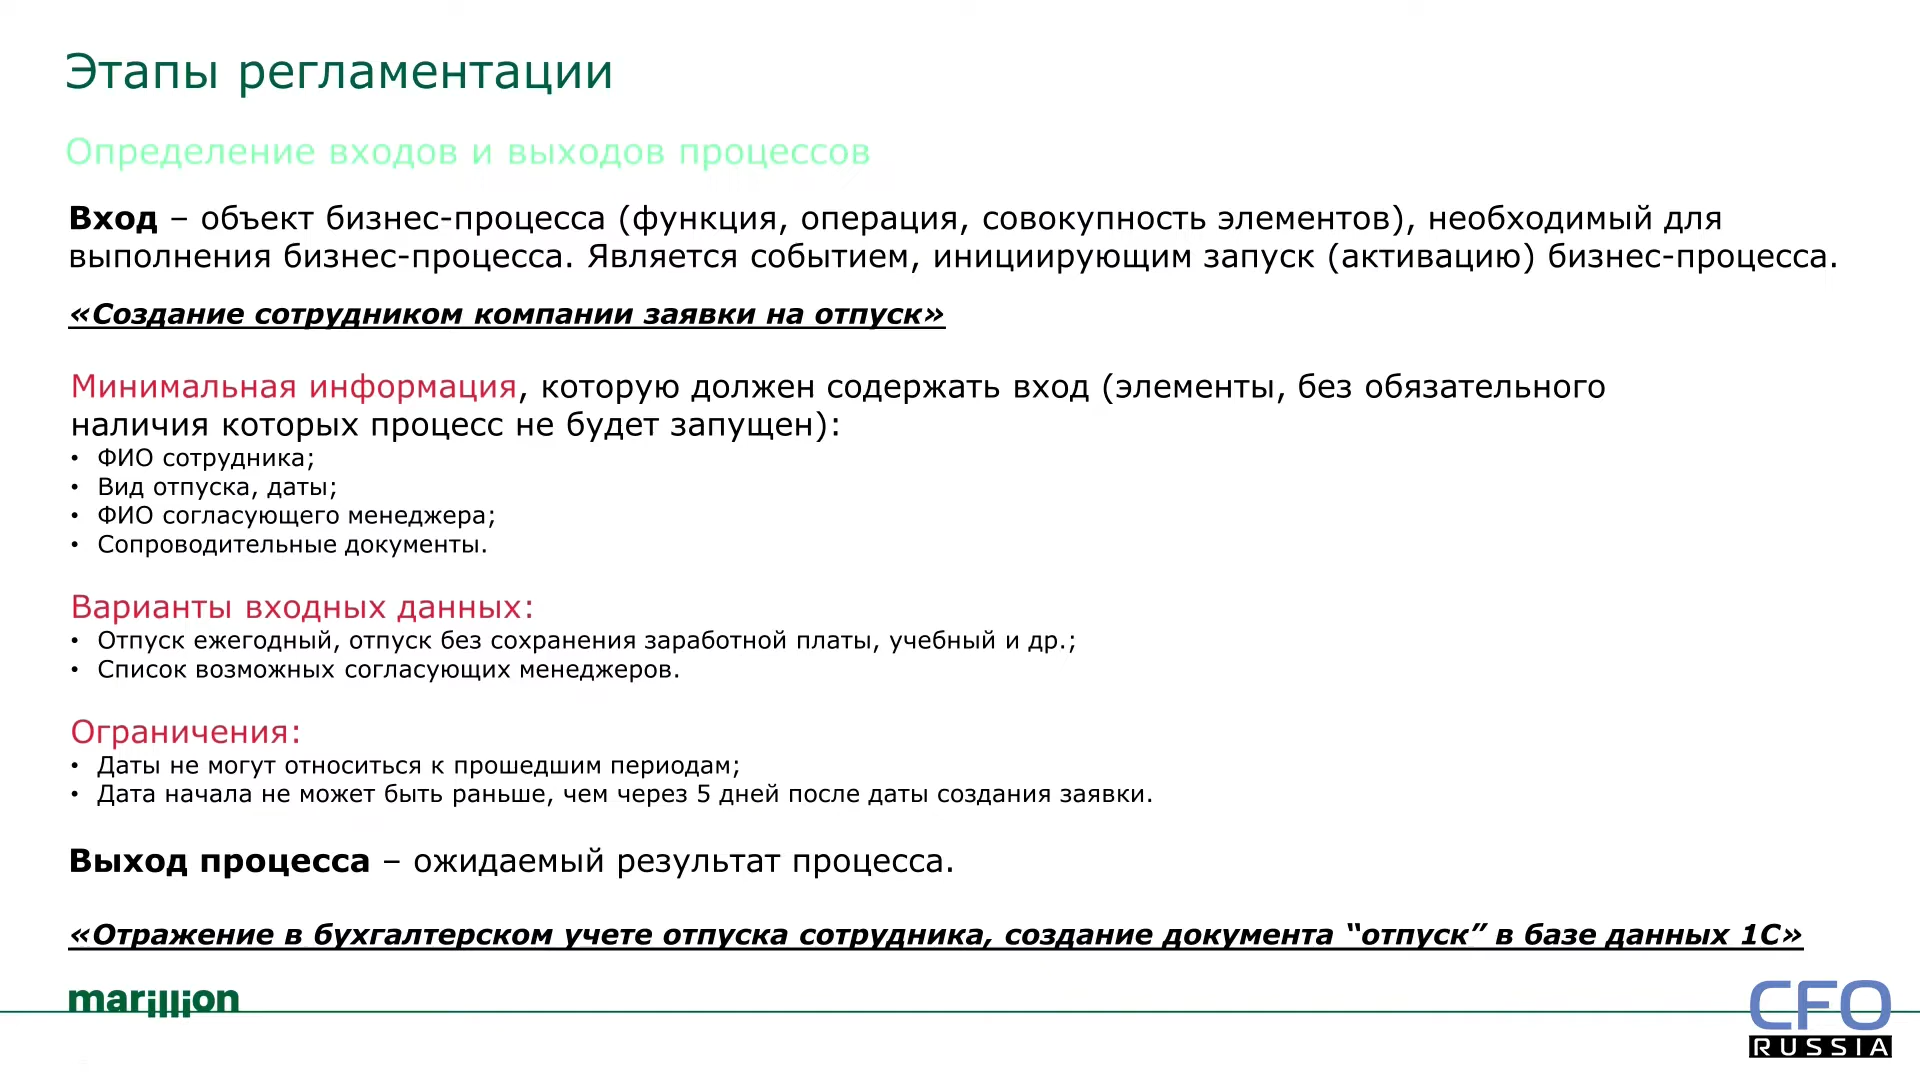 Этапы регламентации
Определение входов и выходов процессов
Вход – объект бизнес-процесса (функция, операция, совокупность элементов), необходимый для
выполнения бизнес-процесса. Является событием, инициирующим запуск (активацию) бизнес-процесса.
«Создание сотрудником компании заявки на отпуск»
Минимальная информация, которую должен содержать вход (элементы, без обязательного
наличия которых процесс не будет запущен):
• ФИО сотрудника;
• Вид отпуска, даты;
• ФИО согласующего менеджера;
• Сопроводительные документы.
Варианты входных данных:
• Отпуск ежегодный, отпуск без сохранения заработной платы, учебный и др.;
• Список возможных согласующих менеджеров.
Ограничения:
• Даты не могут относиться к прошедшим периодам;
• Дата начала не может быть раньше, чем через 5 дней после даты создания заявки.
Выход процесса – ожидаемый результат процесса.
«Отражение в бухгалтерском учете отпуска сотрудника, создание документа “отпуск” в базе данных 1С»
marillion
CFO
RUSSIA